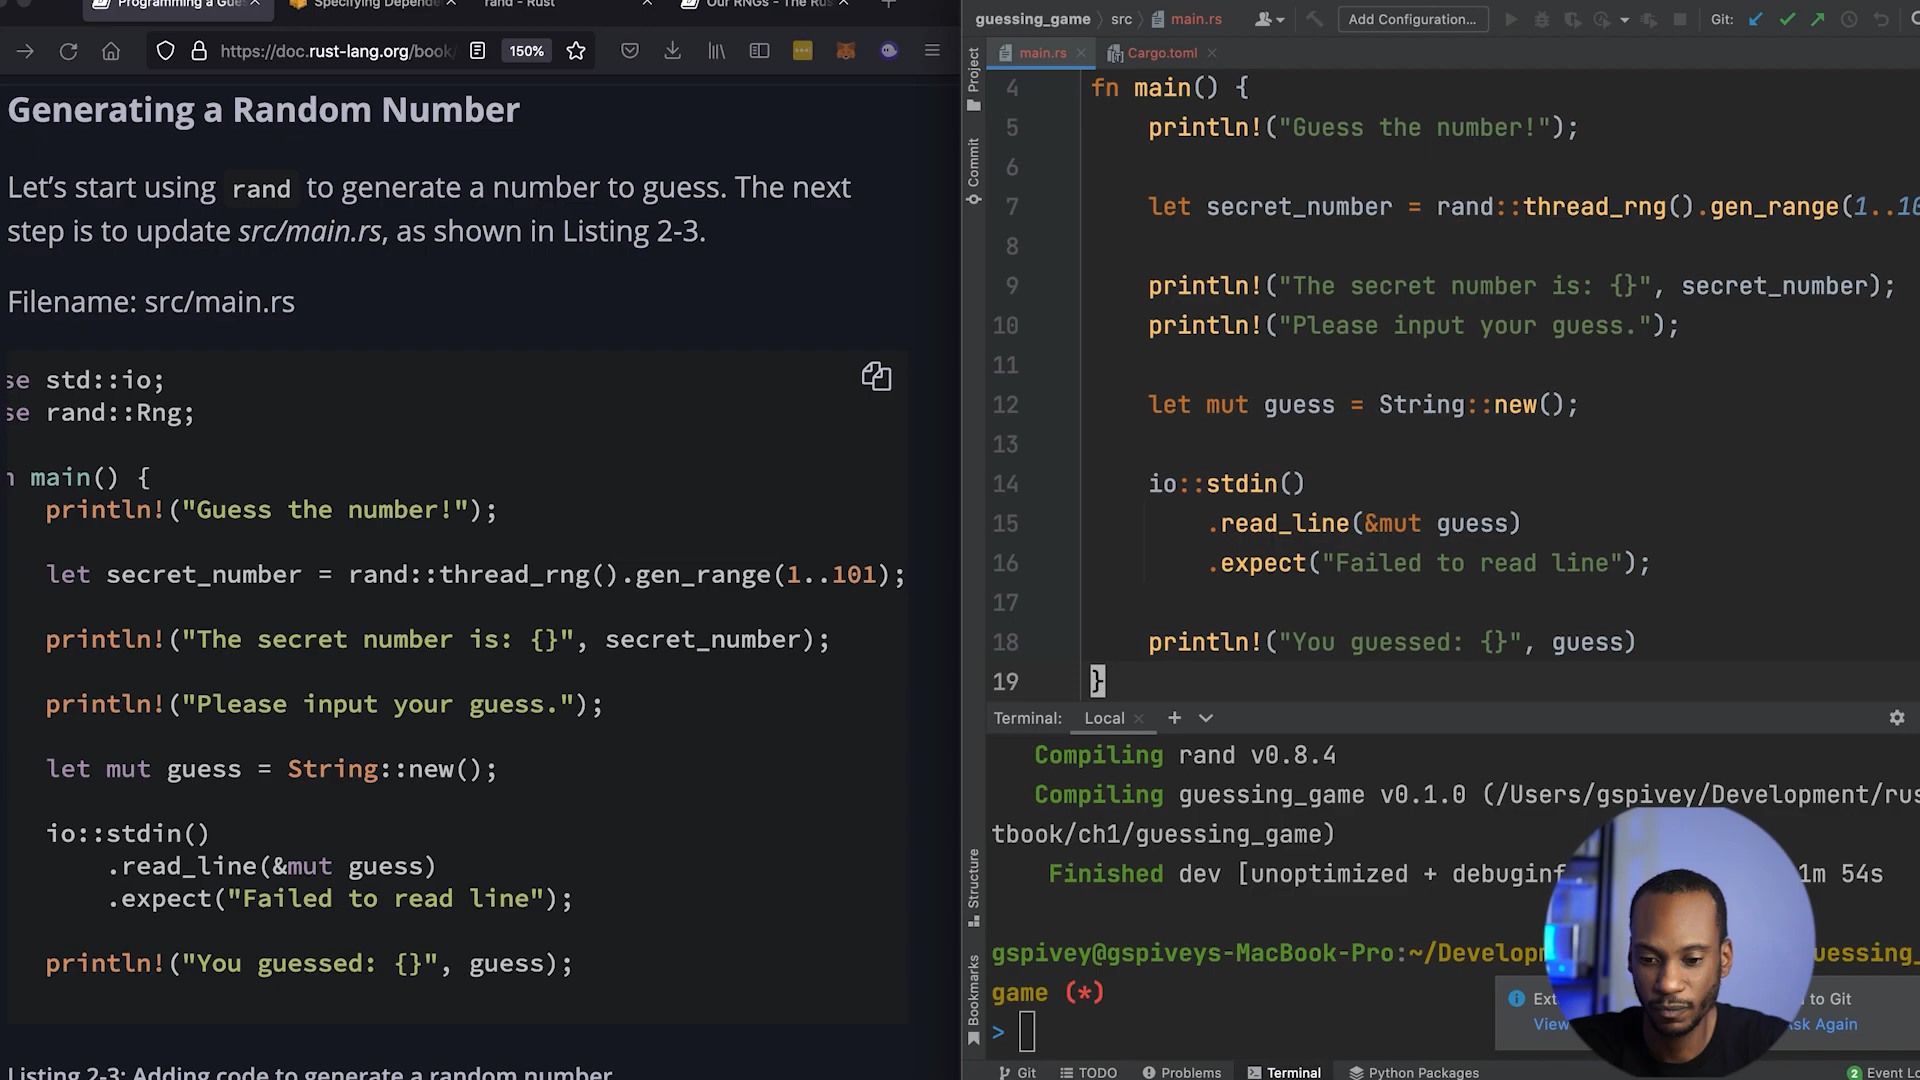 Programming a Gues
Specifying Depende
rand - Rust
Our RNGs - The Rus
https://doc.rust-lang.org/book/
150%
Generating a Random Number
Let’s start using rand to generate a number to guess. The next
step is to update src/main.rs, as shown in Listing 2-3.
Filename: src/main.rs
se std::io;
se rand::Rng;
n main() {
println!("Guess the number!");
let secret_number = rand::thread_rng().gen_range(1..101);
println!("The secret number is: {}", secret_number);
println!("Please input your guess.");
let mut guess = String::new();
io::stdin()
.read_line(&mut guess)
.expect("Failed to read line");
println!("You guessed: {}", guess);
Listing 2-3: Adding code to generate a random number
guessing_game src main.rs
Add Configuration...
Git:
main.rs
Cargo.toml
Project
Commit
Structure
Bookmarks
4 fn main() {
5 println!("Guess the number!");
6
7 let secret_number = rand::thread_rng().gen_range(1..10
8
9 println!("The secret number is: {}", secret_number);
10 println!("Please input your guess.");
11
12 let mut guess = String::new();
13
14 io::stdin()
15 .read_line(&mut guess)
16 .expect("Failed to read line");
17
18 println!("You guessed: {}", guess)
19 }
Terminal: Local
Compiling rand v0.8.4
Compiling guessing_game v0.1.0 (/Users/gspivey/Development/rus
tbook/ch1/guessing_game)
Finished dev [unoptimized + debuginf 1m 54s
gspivey@gspiveys-MacBook-Pro:~/Developm uessing_
game (*)
>
Ext d to Git
View Ask Again
Git
TODO
Problems
Terminal
Python Packages
2 Event Lo